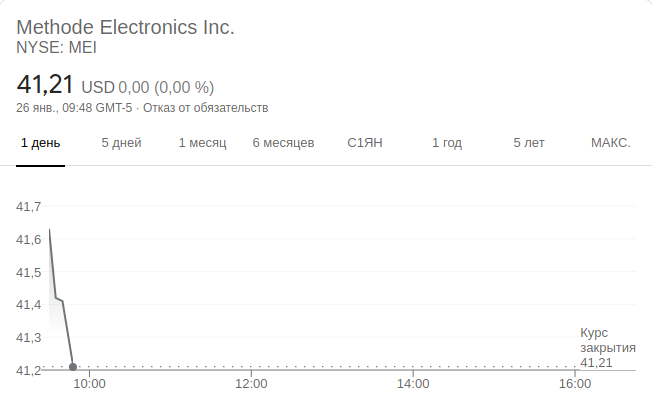 Methode Electronics Inc.
NYSE: MEI
41,21 USD 0,00 (0,00 %)
26 янв., 09:48 GMT-5 · Отказ от обязательств
1 день 5 дней 1 месяц 6 месяцев С1ЯН 1 год 5 лет МАКС.
41,7
41,6
41,5
41,4
41,3
41,2
Курс
закрытия
41,21
10:00 12:00 14:00 16:00